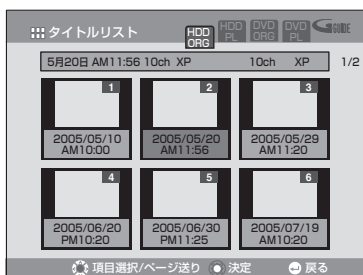 タイトルリスト
HDD ORG
HDD PL
DVD ORG
DVD PL
G GUIDE
5月20日 AM11:56 10ch XP 10ch XP 1/2
1 2 3
2005/05/10 2005/05/20 2005/05/29
AM10:00 AM11:56 AM11:20
4 5 6
2005/06/20 2005/06/30 2005/07/19
PM10:20 PM11:25 AM10:20
項目選択/ページ送り 決定 戻る